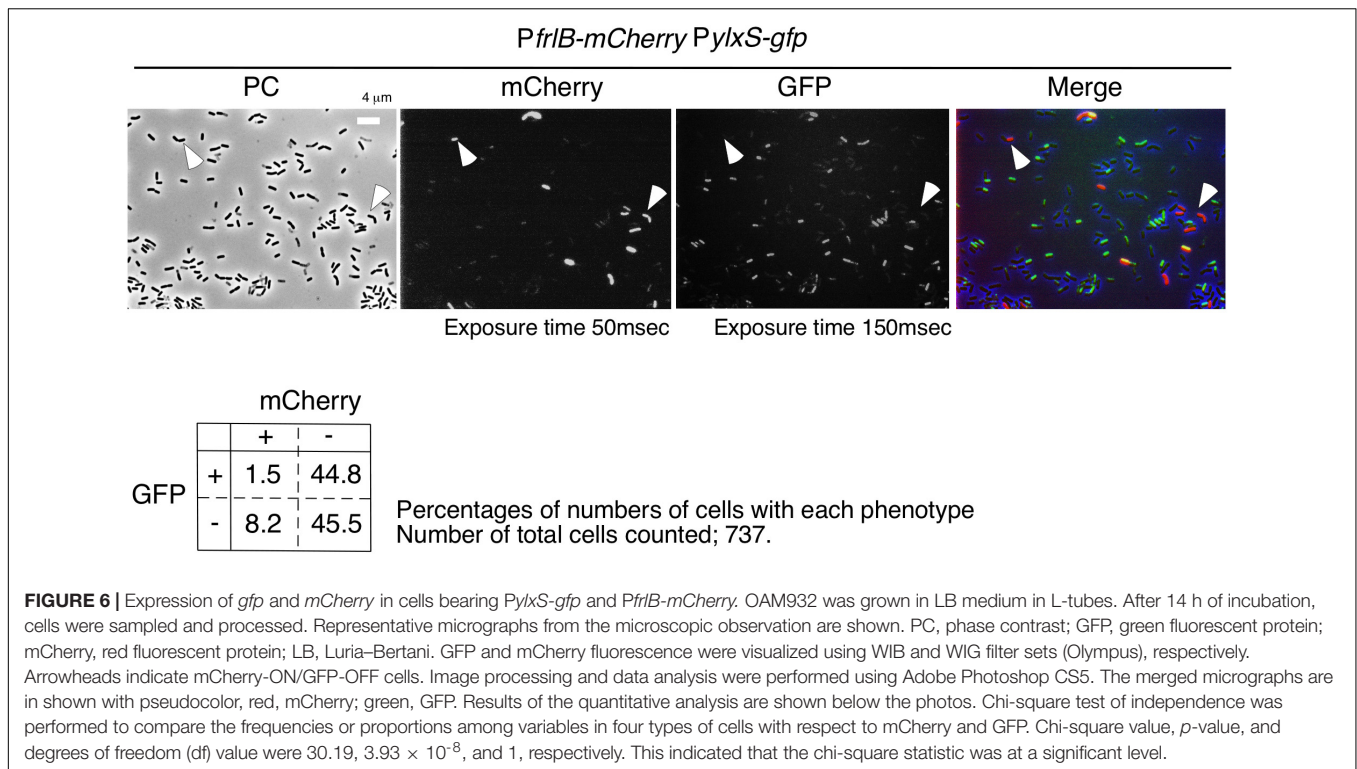 PfrlB-mCherry PylxS-gfp
PC
4 μm
mCherry
GFP
Merge
Exposure time 50msec
Exposure time 150msec
mCherry
+ -
GFP
+ 1.5 44.8
- 8.2 45.5
Percentages of numbers of cells with each phenotype
Number of total cells counted; 737.
FIGURE 6 | Expression of gfp and mCherry in cells bearing PylxS-gfp and PfrlB-mCherry. OAM932 was grown in LB medium in L-tubes. After 14 h of incubation,
cells were sampled and processed. Representative micrographs from the microscopic observation are shown. PC, phase contrast; GFP, green fluorescent protein;
mCherry, red fluorescent protein; LB, Luria–Bertani. GFP and mCherry fluorescence were visualized using WIB and WIG filter sets (Olympus), respectively.
Arrowheads indicate mCherry-ON/GFP-OFF cells. Image processing and data analysis were performed using Adobe Photoshop CS5. The merged micrographs are
in shown with pseudocolor, red, mCherry; green, GFP. Results of the quantitative analysis are shown below the photos. Chi-square test of independence was
performed to compare the frequencies or proportions among variables in four types of cells with respect to mCherry and GFP. Chi-square value, p-value, and
degrees of freedom (df) value were 30.19, 3.93 × 10⁻⁸, and 1, respectively. This indicated that the chi-square statistic was at a significant level.